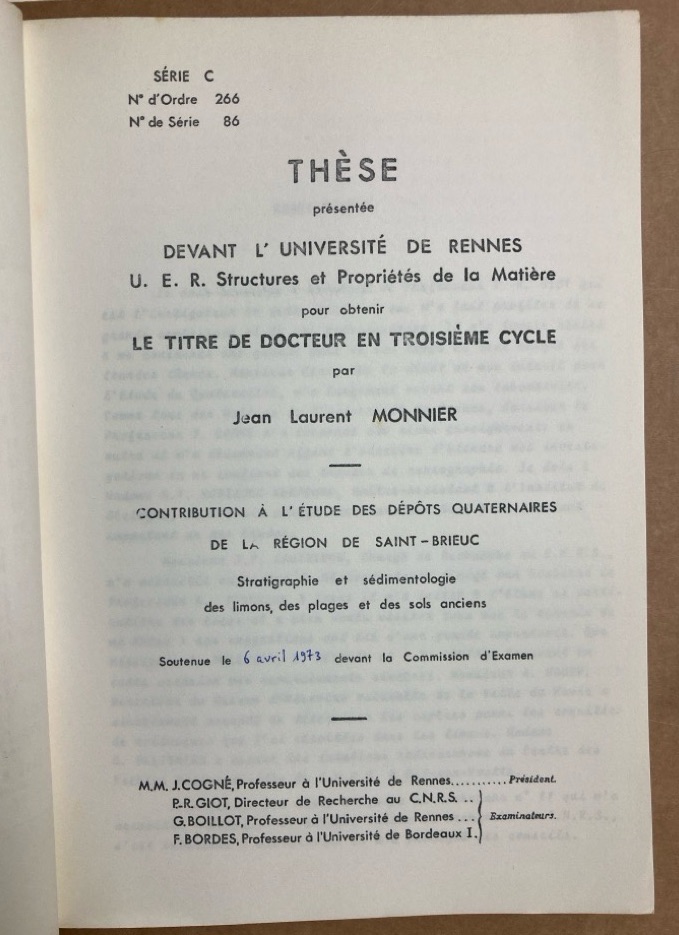 SÉRIE C
N° d'Ordre 266
N° de Série 86
THÈSE
présentée
DEVANT L' UNIVERSITÉ DE RENNES
U. E. R. Structures et Propriétés de la Matière
pour obtenir
LE TITRE DE DOCTEUR EN TROISIÈME CYCLE
par
Jean Laurent MONNIER
CONTRIBUTION À L'ÉTUDE DES DÉPÔTS QUATERNAIRES
DE LA RÉGION DE SAINT-BRIEUC
Stratigraphie et sédimentologie
des limons, des plages et des sols anciens
Soutenue le 6 avril 1973 devant la Commission d'Examen
M.M. J.COGNÉ, Professeur à l'Université de Rennes........... Président.
P.R.GIOT, Directeur de Recherche au C.N.R.S. ..
G.BOILLOT, Professeur à l'Université de Rennes ... Examinateurs.
F. BORDES, Professeur à l'Université de Bordeaux I.